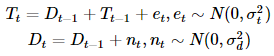 T_t = D_{t−1} + T_{t−1} + e_t, e_t ∼ N(0, σ_t^2)
D_t = D_{t−1} + n_t, n_t ∼ N(0, σ_d^2)